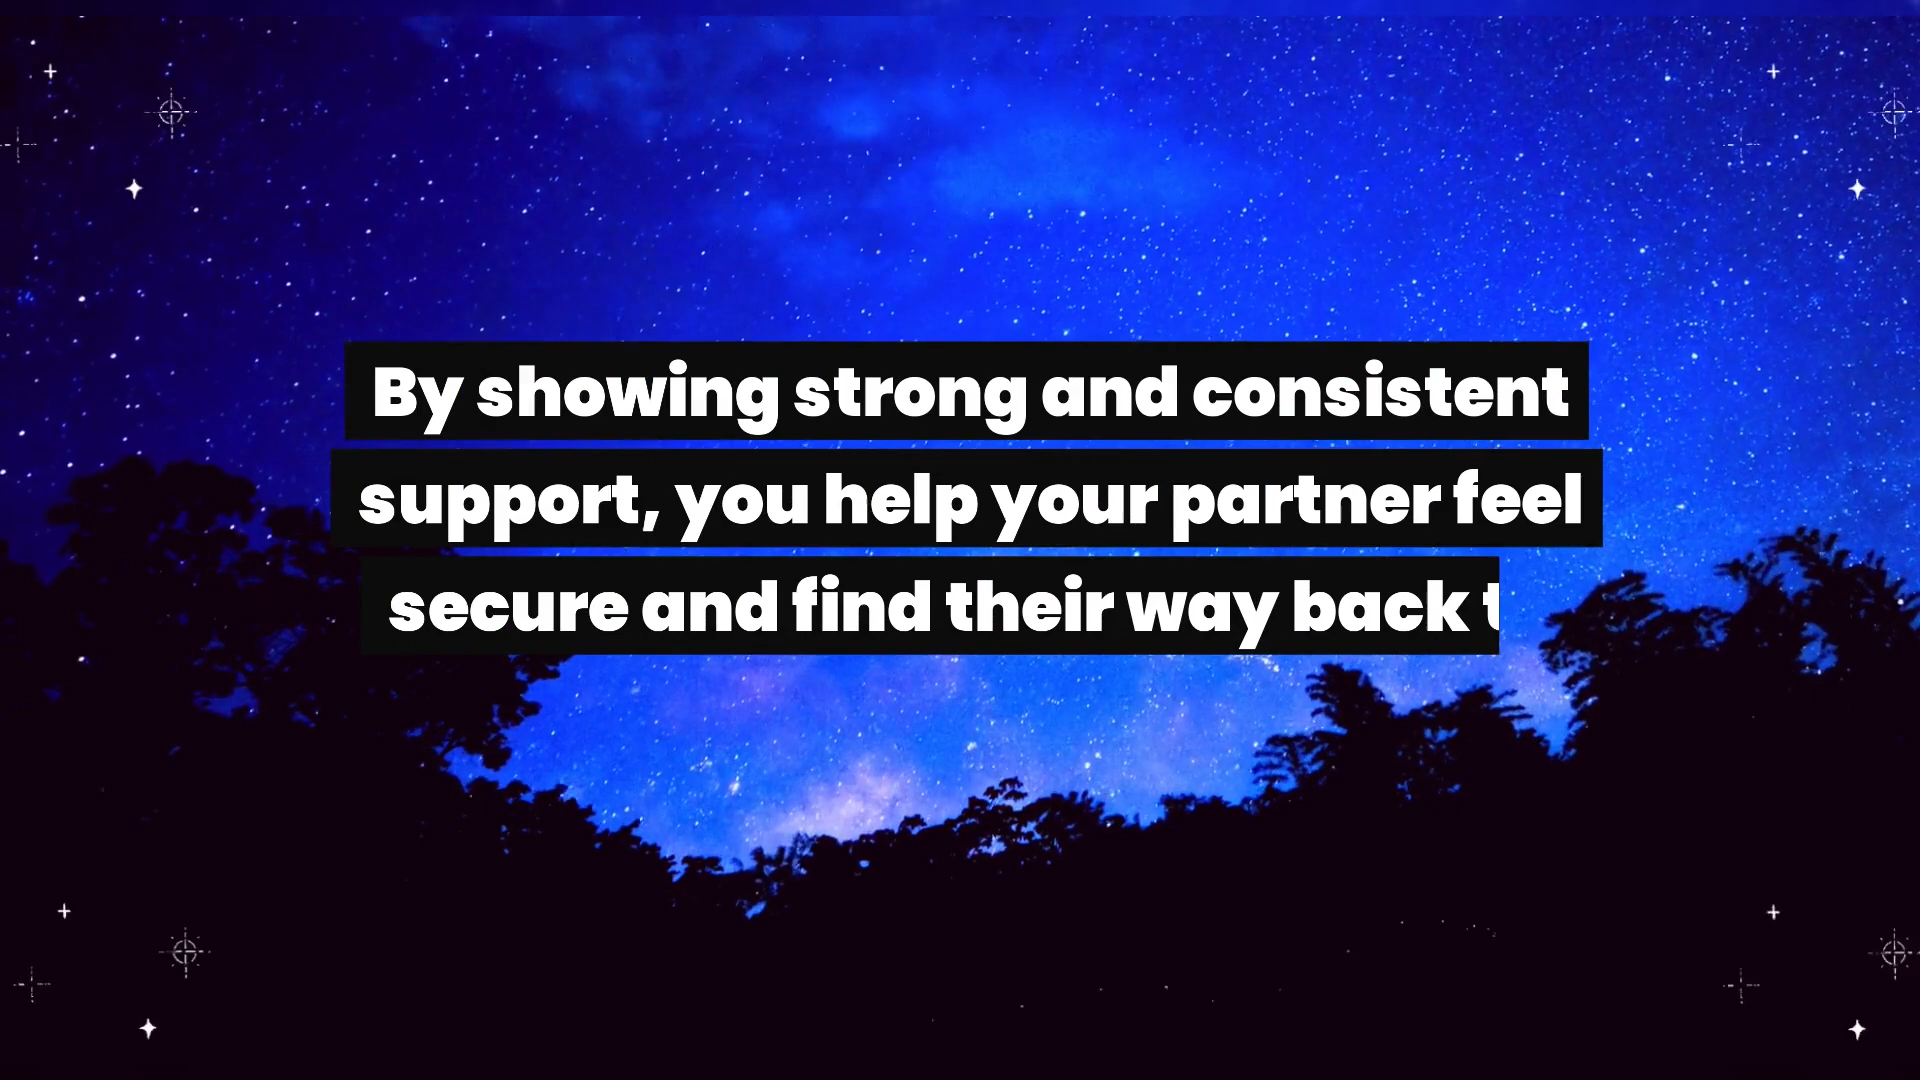 By showing strong and consistent
support, you help your partner feel
secure and find their way back